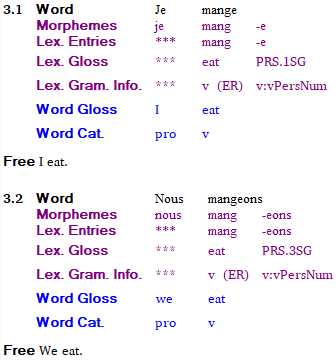 3.1 Word Je mange
Morphemes je mang -e
Lex. Entries *** mang -e
Lex. Gloss *** eat PRS.1SG
Lex. Gram. Info. *** v (ER) v:vPersNum
Word Gloss I eat
Word Cat. pro v
Free I eat.
3.2 Word Nous mangeons
Morphemes nous mang -eons
Lex. Entries *** mang -eons
Lex. Gloss *** eat PRS.3SG
Lex. Gram. Info. *** v (ER) v:vPersNum
Word Gloss we eat
Word Cat. pro v
Free We eat.